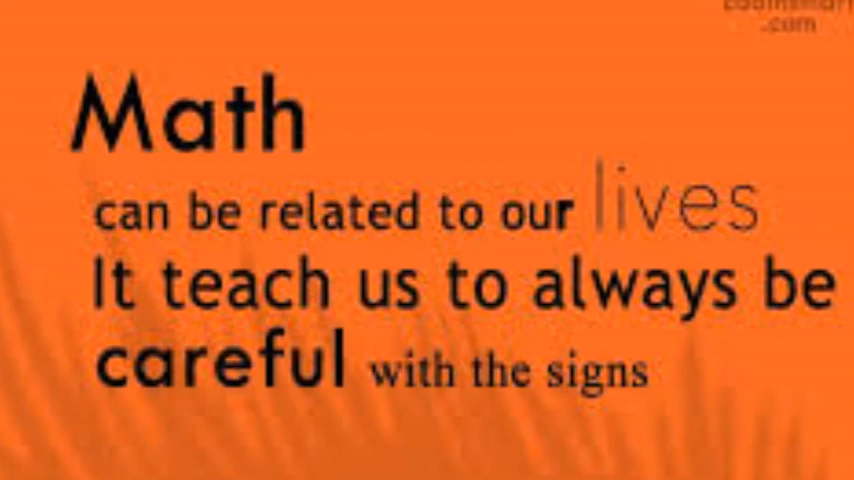 .com
Math
can be related to our lives
It teach us to always be
careful with the signs